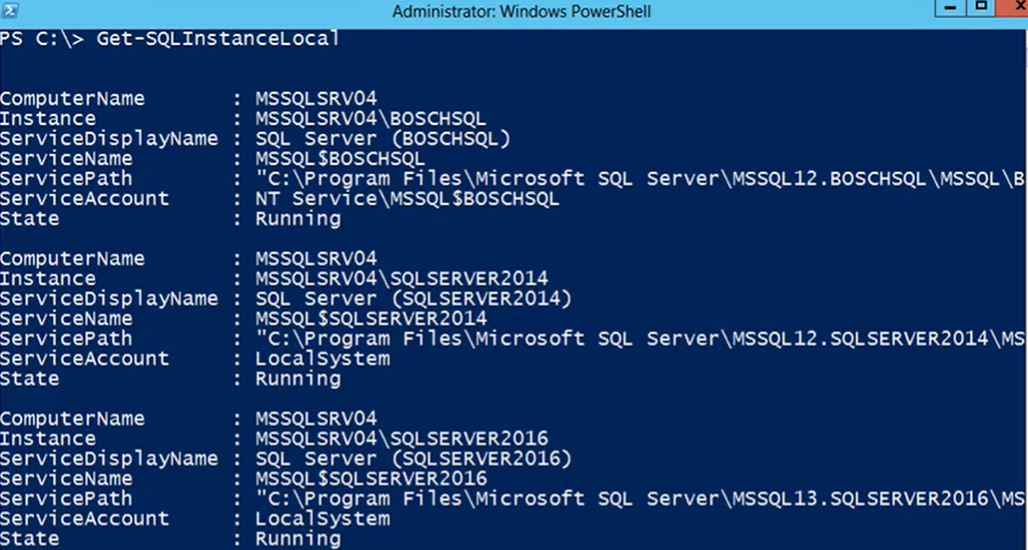 Administrator: Windows PowerShell
PS C:\> Get-SQLInstanceLocal
ComputerName : MSSQLSRV04
Instance : MSSQLSRV04\BOSCHSQL
ServiceDisplayName : SQL Server (BOSCHSQL)
ServiceName : MSSQL$BOSCHSQL
ServicePath : "C:\Program Files\Microsoft SQL Server\MSSQL12.BOSCHSQL\MSSQL\B
ServiceAccount : NT Service\MSSQL$BOSCHSQL
State : Running
ComputerName : MSSQLSRV04
Instance : MSSQLSRV04\SQLSERVER2014
ServiceDisplayName : SQL Server (SQLSERVER2014)
ServiceName : MSSQL$SQLSERVER2014
ServicePath : "C:\Program Files\Microsoft SQL Server\MSSQL12.SQLSERVER2014\MS
ServiceAccount : LocalSystem
State : Running
ComputerName : MSSQLSRV04
Instance : MSSQLSRV04\SQLSERVER2016
ServiceDisplayName : SQL Server (SQLSERVER2016)
ServiceName : MSSQL$SQLSERVER2016
ServicePath : "C:\Program Files\Microsoft SQL Server\MSSQL13.SQLSERVER2016\MS
ServiceAccount : LocalSystem
State : Running